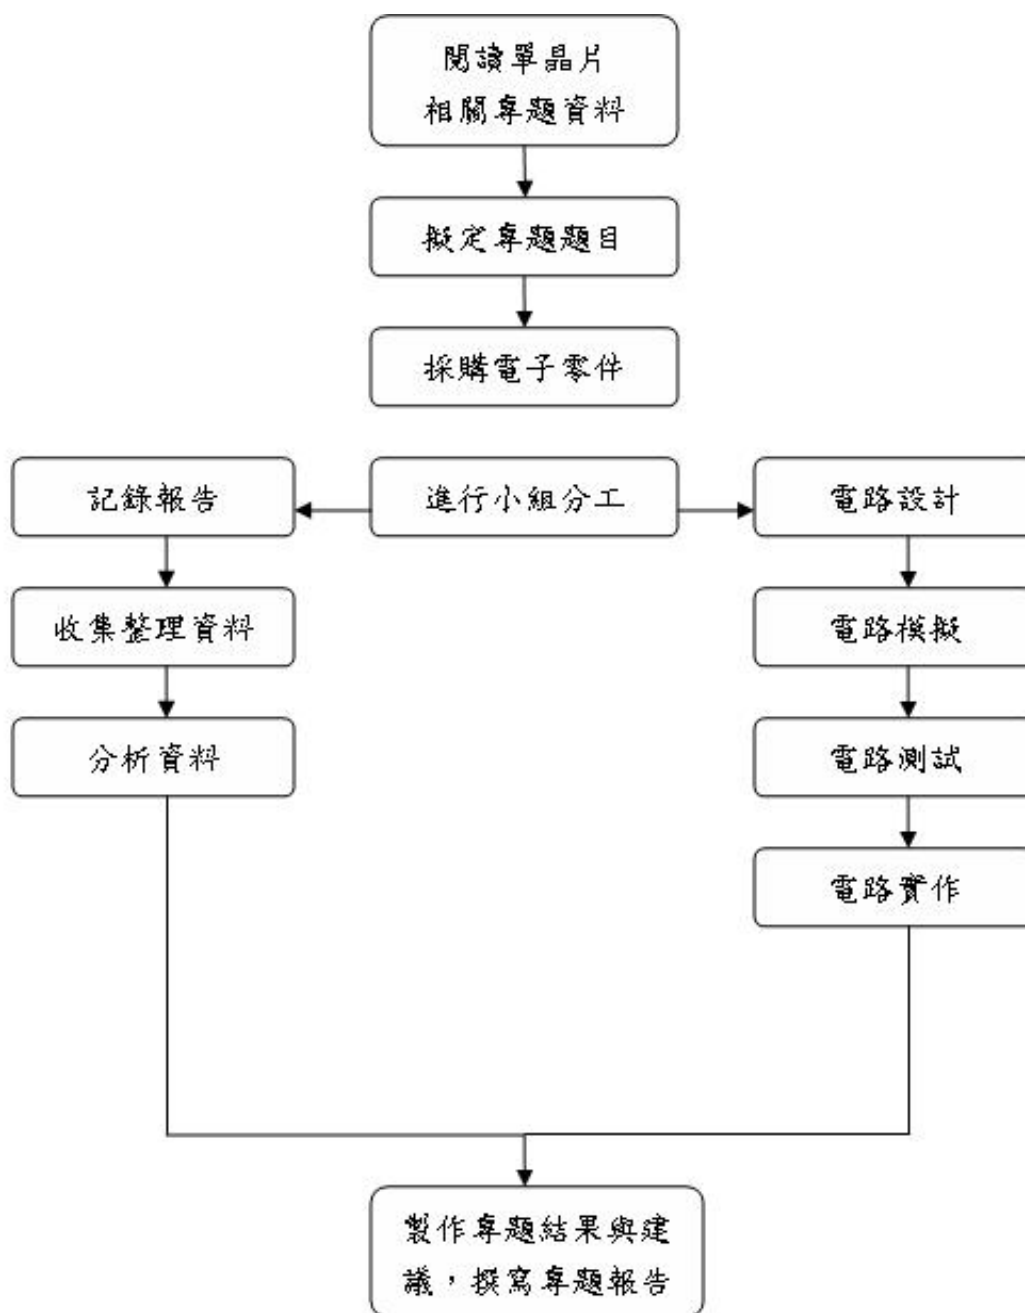 閱讀單晶片
相關專題資料
擬定專題題目
採購電子零件
記錄報告
進行小組分工
電路設計
收集整理資料
電路模擬
分析資料
電路測試
電路實作
製作專題結果與建
議，撰寫專題報告